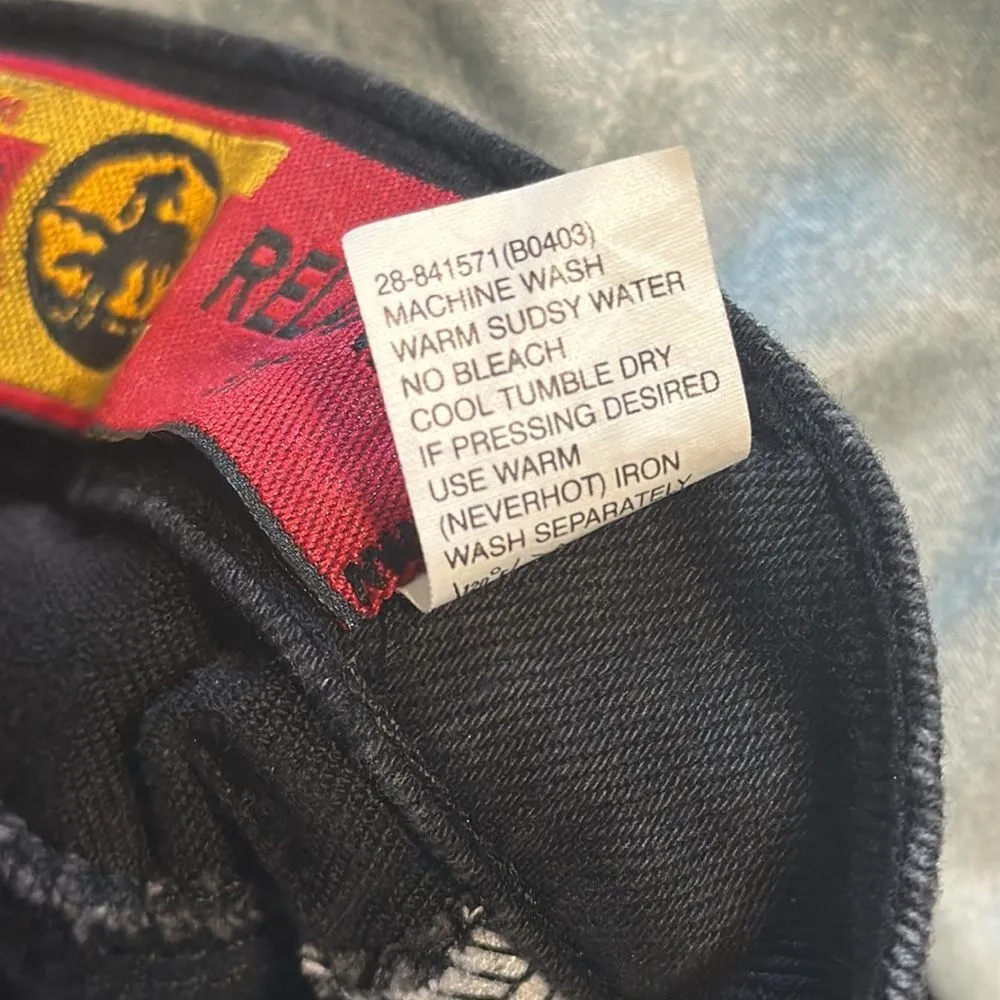 28-841571(B0403)
MACHINE WASH
WARM SUDSY WATER
NO BLEACH
COOL TUMBLE DRY
IF PRESSING DESIRED
USE WARM
(NEVERHOT) IRON
WASH SEPARATELY